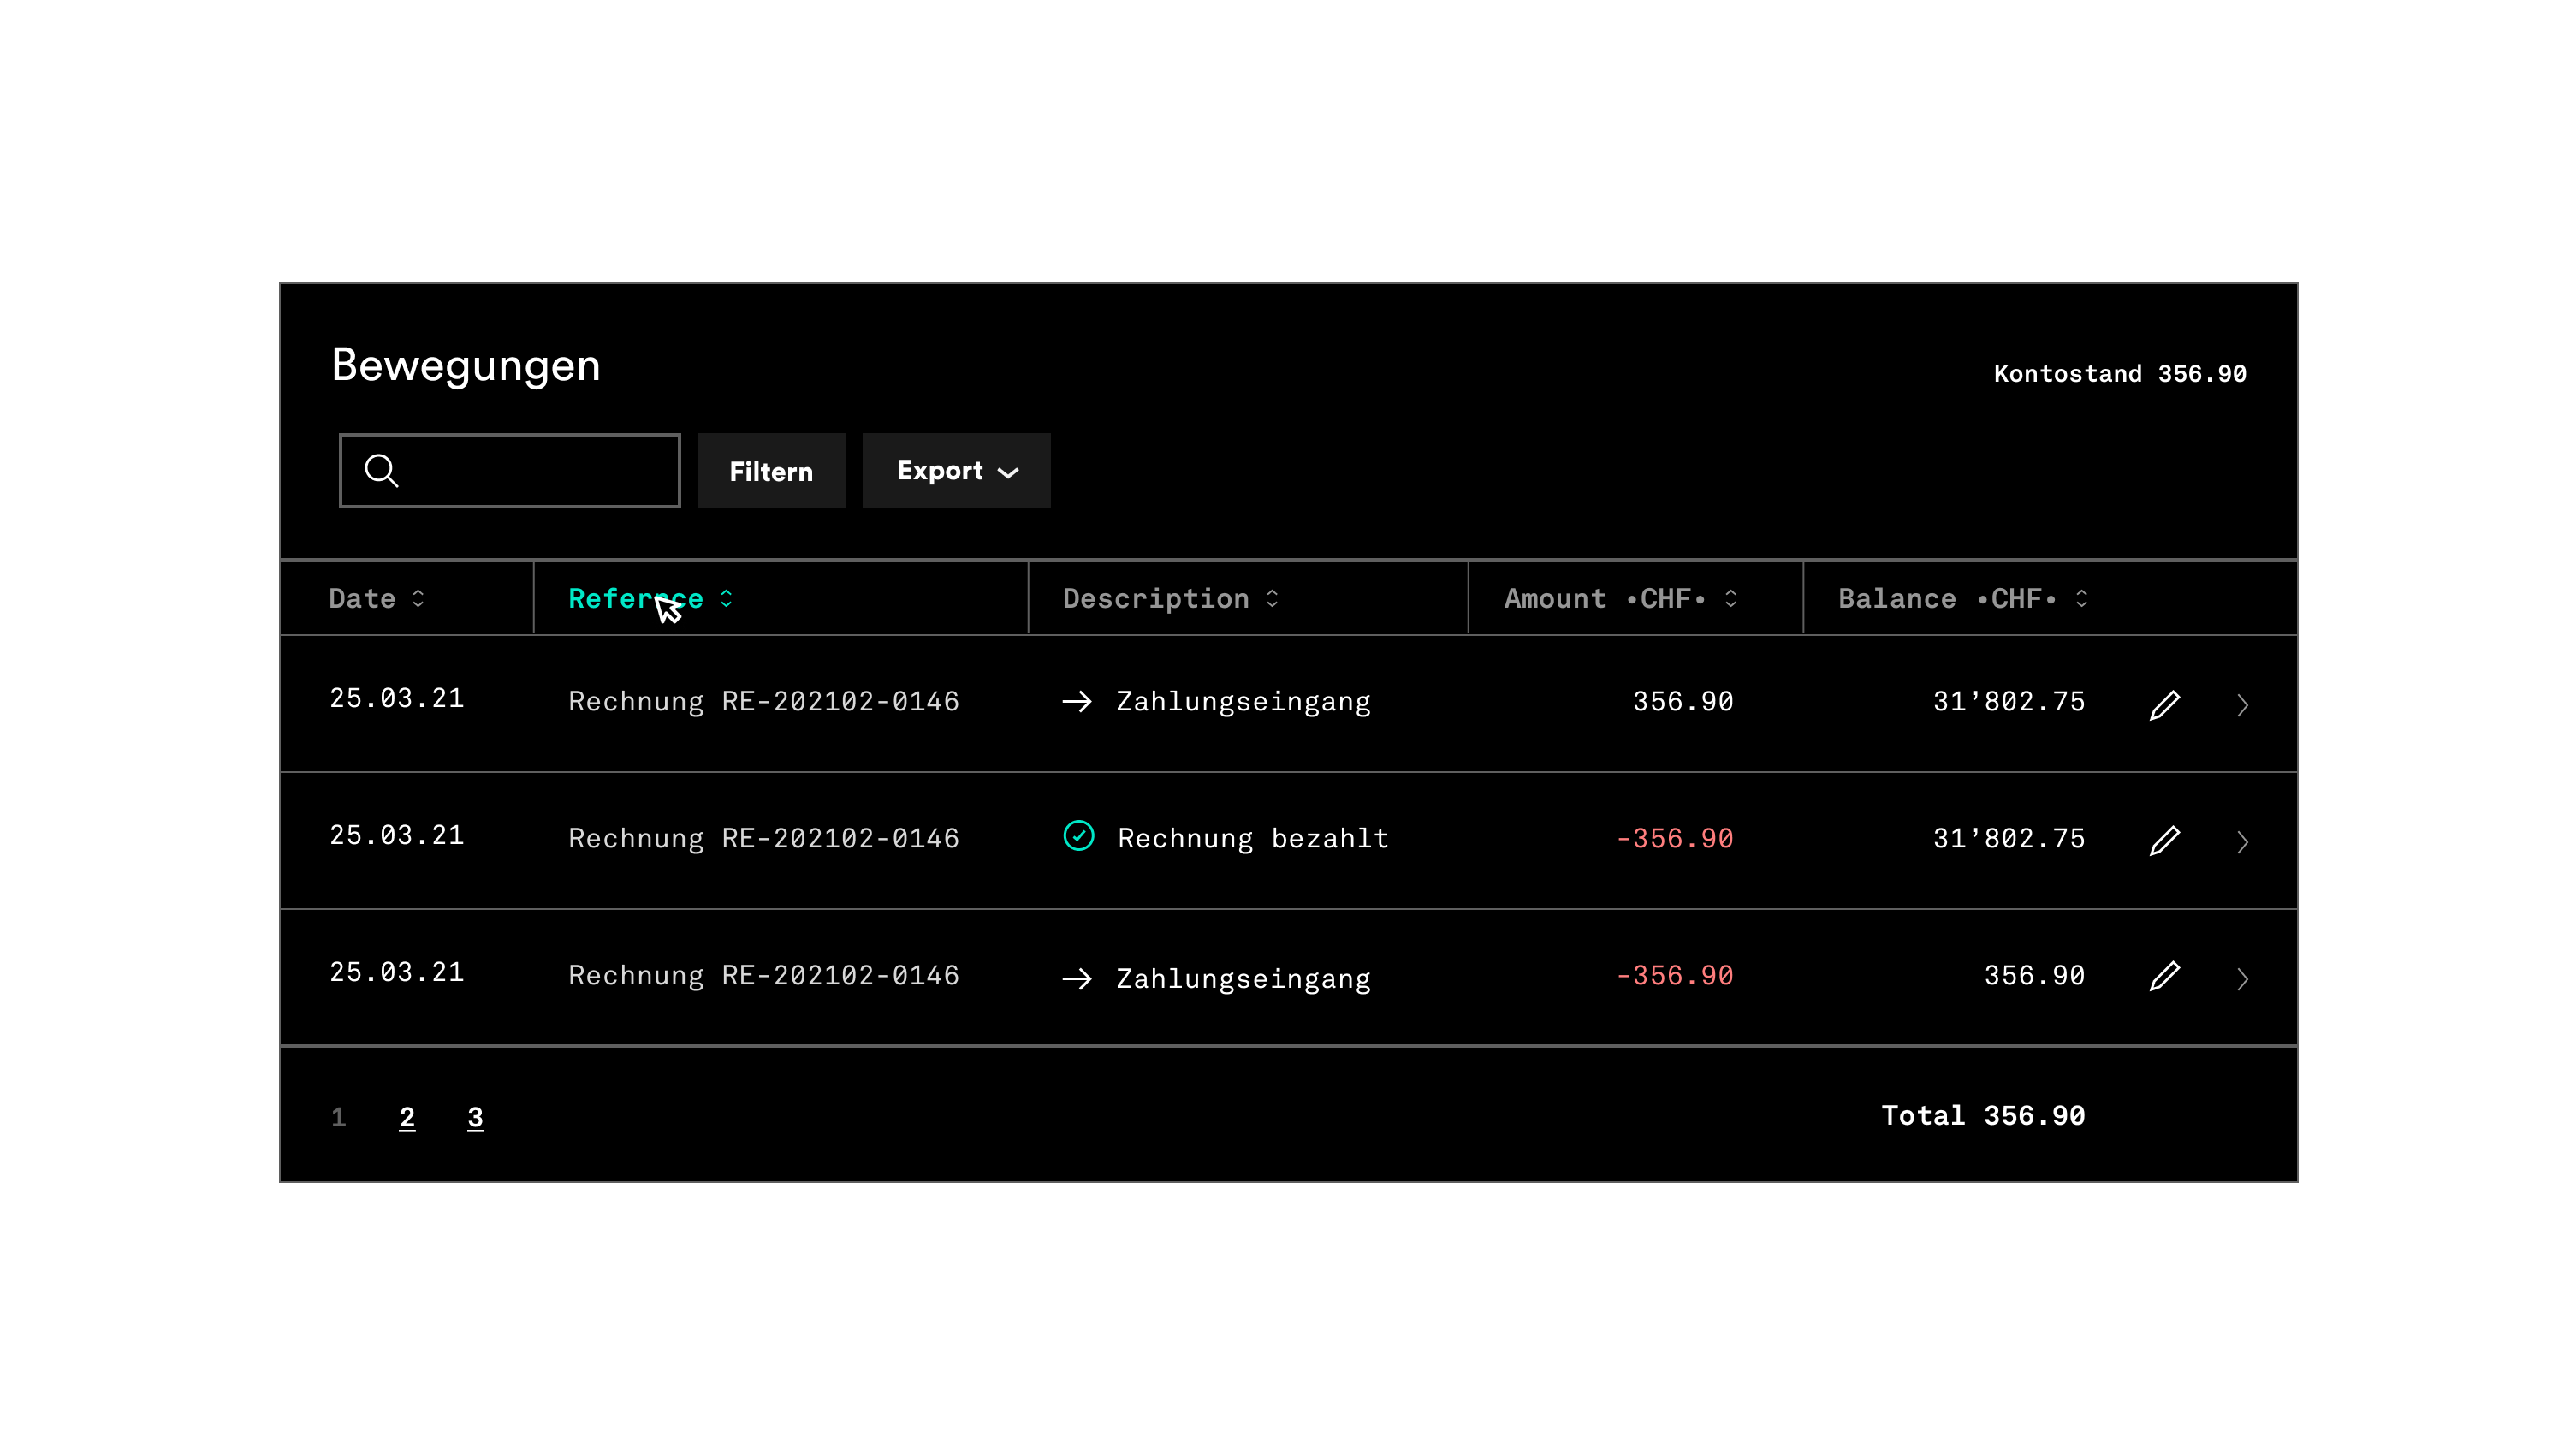 Bewegungen
Kontostand 356.90
Filtern
Export
Date
Refernce
Description
Amount •CHF•
Balance •CHF•
25.03.21 Rechnung RE-202102-0146 → Zahlungseingang 356.90 31’802.75
25.03.21 Rechnung RE-202102-0146 Rechnung bezahlt -356.90 31’802.75
25.03.21 Rechnung RE-202102-0146 → Zahlungseingang -356.90 356.90
1 2 3
Total 356.90